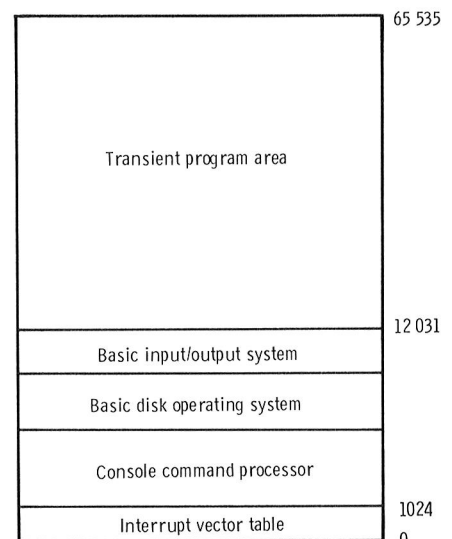 65 535
Transient program area
12 031
Basic input/output system
Basic disk operating system
Console command processor
1024
Interrupt vector table
0